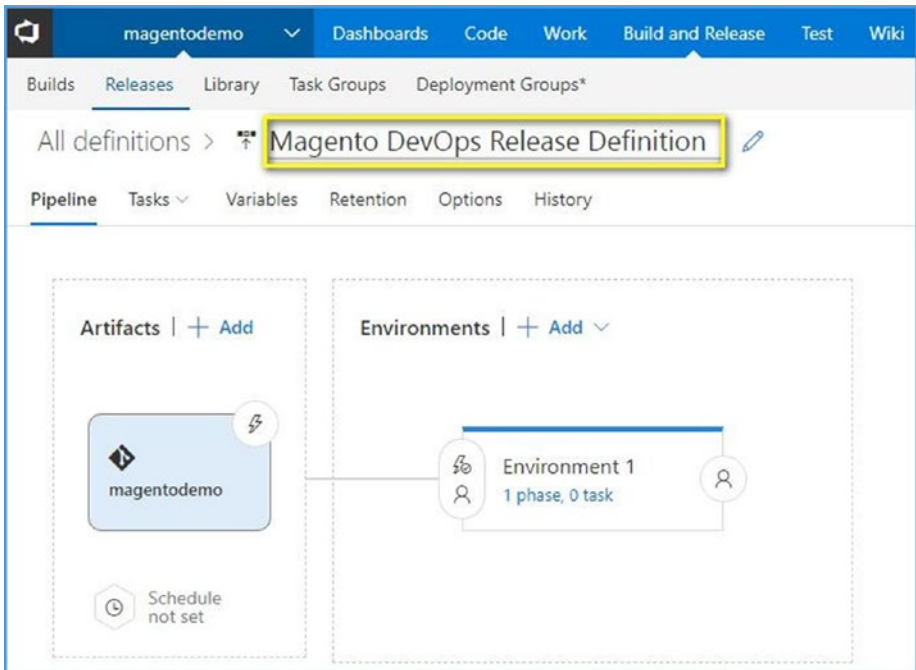 magentodemo Dashboards Code Work Build and Release Test Wiki
Builds Releases Library Task Groups Deployment Groups*
All definitions > Magento DevOps Release Definition
Pipeline Tasks Variables Retention Options History
Artifacts | + Add
Environments | + Add
magentodemo
Environment 1
1 phase, 0 task
Schedule
not set